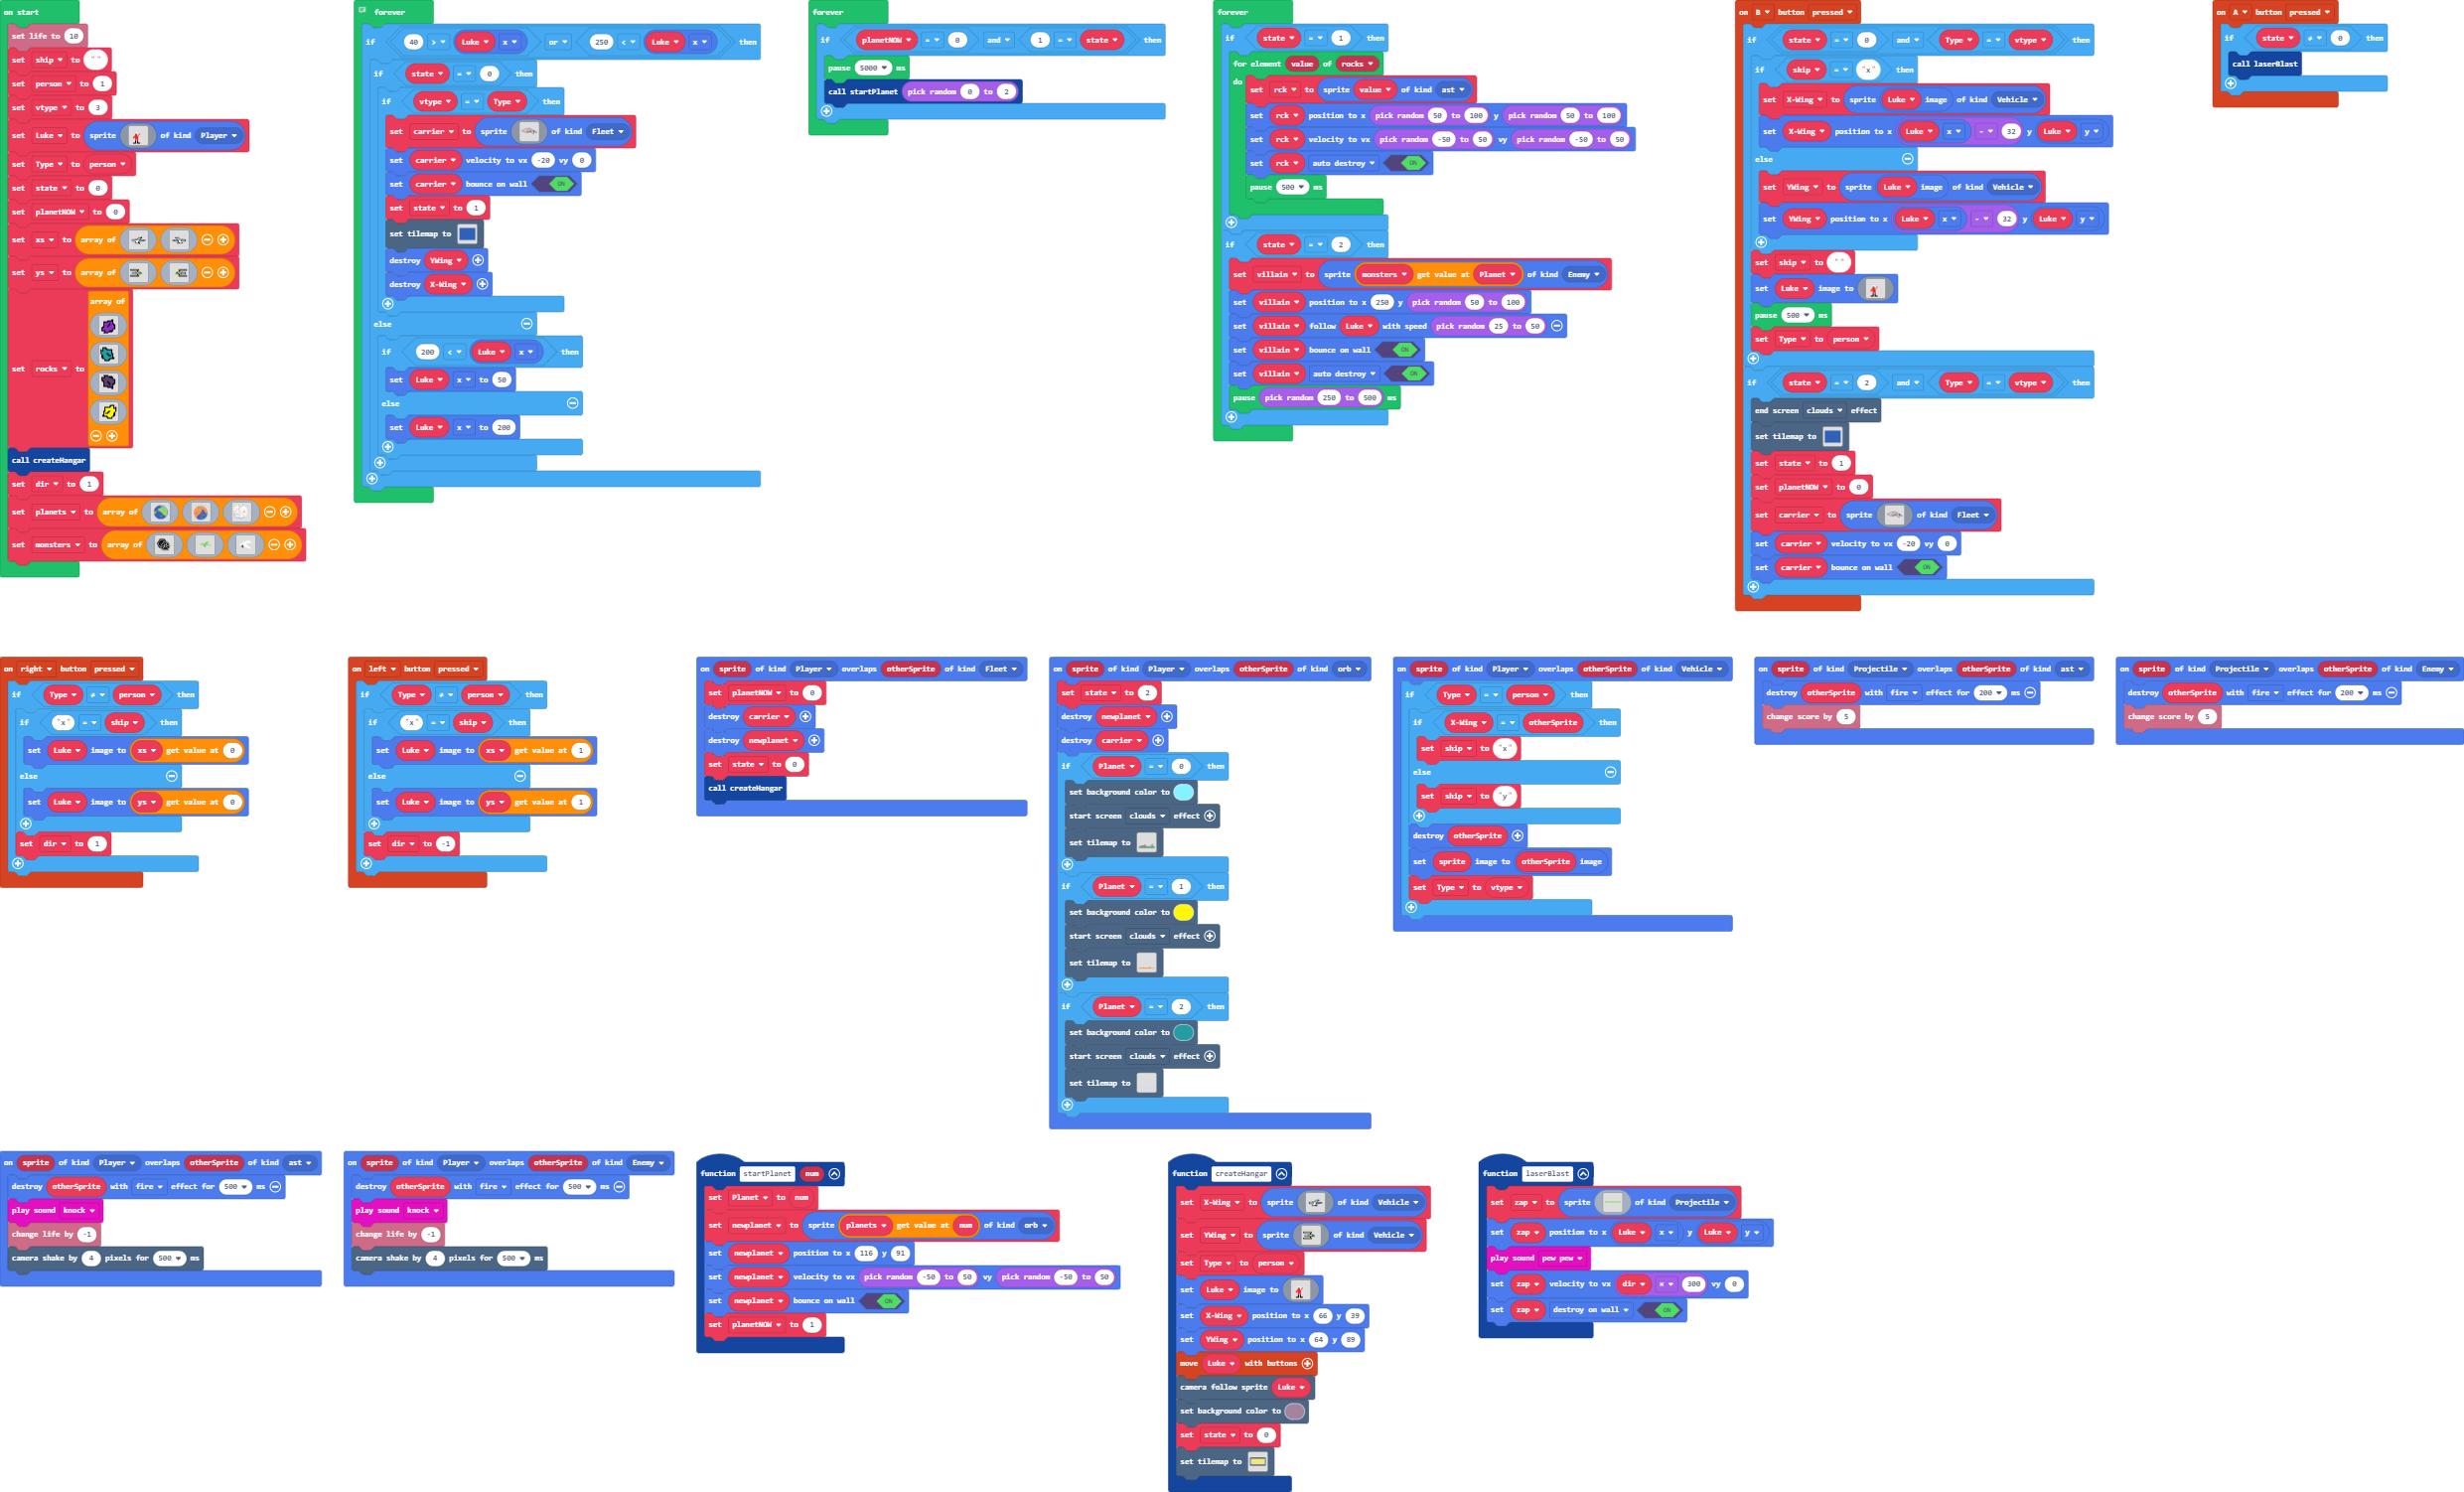 on start
set life to 10
set ship to " "
set person to 1
set vtype to 3
set Luke to sprite of kind Player
set Type to person
set state to 0
set planetNOW to 0
set xs to array of
set ys to array of
array of
set rocks to
call createHangar
set dir to 1
set planets to array of
set monsters to array of
forever
if 40 > Luke x or 250 < Luke x then
if state = 0 then
if vtype = Type then
set carrier to sprite of kind Fleet
set carrier velocity to vx -20 vy 0
set carrier bounce on wall ON
set state to 1
set tilemap to
destroy YWing
destroy X-Wing
else
if 200 < Luke x then
set Luke x to 50
else
set Luke x to 200
forever
if planetNOW = 0 and 1 = state then
pause 5000 ms
call startPlanet pick random 0 to 2
forever
if state = 1 then
for element value of rocks
do set rck to sprite value of kind ast
set rck position to x pick random 50 to 100 y pick random 50 to 100
set rck velocity to vx pick random -50 to 50 vy pick random -50 to 50
set rck auto destroy ON
pause 500 ms
if state = 2 then
set villain to sprite monsters get value at Planet of kind Enemy
set villain position to x 250 y pick random 50 to 100
set villain follow Luke with speed pick random 25 to 50
set villain bounce on wall ON
set villain auto destroy ON
pause pick random 250 to 500 ms
on B button pressed
if state = 0 and Type = vtype then
if ship = "x" then
set X-Wing to sprite Luke image of kind Vehicle
set X-Wing position to x Luke x - 32 y Luke y
else
set YWing to sprite Luke image of kind Vehicle
set YWing position to x Luke x - 32 y Luke y
set ship to " "
set Luke image to
pause 500 ms
set Type to person
if state = 2 and Type = vtype then
end screen clouds effect
set tilemap to
set state to 1
set planetNOW to 0
set carrier to sprite of kind Fleet
set carrier velocity to vx -20 vy 0
set carrier bounce on wall ON
on A button pressed
if state ≠ 0 then
call laserBlast
on right button pressed
if Type ≠ person then
if "x" = ship then
set Luke image to xs get value at 0
else
set Luke image to ys get value at 0
set dir to 1
on left button pressed
if Type ≠ person then
if "x" = ship then
set Luke image to xs get value at 1
else
set Luke image to ys get value at 1
set dir to -1
on sprite of kind Player overlaps otherSprite of kind Fleet
set planetNOW to 0
destroy carrier
destroy newplanet
set state to 0
call createHangar
on sprite of kind Player overlaps otherSprite of kind orb
set state to 2
destroy newplanet
destroy carrier
if Planet = 0 then
set background color to
start screen clouds effect
set tilemap to
if Planet = 1 then
set background color to
start screen clouds effect
set tilemap to
if Planet = 2 then
set background color to
start screen clouds effect
set tilemap to
on sprite of kind Player overlaps otherSprite of kind Vehicle
if Type = person then
if X-Wing = otherSprite then
set ship to "x"
else
set ship to "y"
destroy otherSprite
set sprite image to otherSprite image
set Type to vtype
on sprite of kind Projectile overlaps otherSprite of kind ast
destroy otherSprite with fire effect for 200 ms
change score by 5
on sprite of kind Projectile overlaps otherSprite of kind Enemy
destroy otherSprite with fire effect for 200 ms
change score by 5
on sprite of kind Player overlaps otherSprite of kind ast
destroy otherSprite with fire effect for 500 ms
play sound knock
change life by -1
camera shake by 4 pixels for 500 ms
on sprite of kind Player overlaps otherSprite of kind Enemy
destroy otherSprite with fire effect for 500 ms
play sound knock
change life by -1
camera shake by 4 pixels for 500 ms
function startPlanet num
set Planet to num
set newplanet to sprite planets get value at num of kind orb
set newplanet position to x 116 y 91
set newplanet velocity to vx pick random -50 to 50 vy pick random -50 to 50
set newplanet bounce on wall ON
set planetNOW to 1
function createHangar
set X-Wing to sprite of kind Vehicle
set YWing to sprite of kind Vehicle
set Type to person
set Luke image to
set X-Wing position to x 66 y 39
set YWing position to x 64 y 89
move Luke with buttons
camera follow sprite Luke
set background color to
set state to 0
set tilemap to
function laserBlast
set zap to sprite of kind Projectile
set zap position to x Luke x y Luke y
play sound pew pew
set zap velocity to vx dir × 300 vy 0
set zap destroy on wall ON